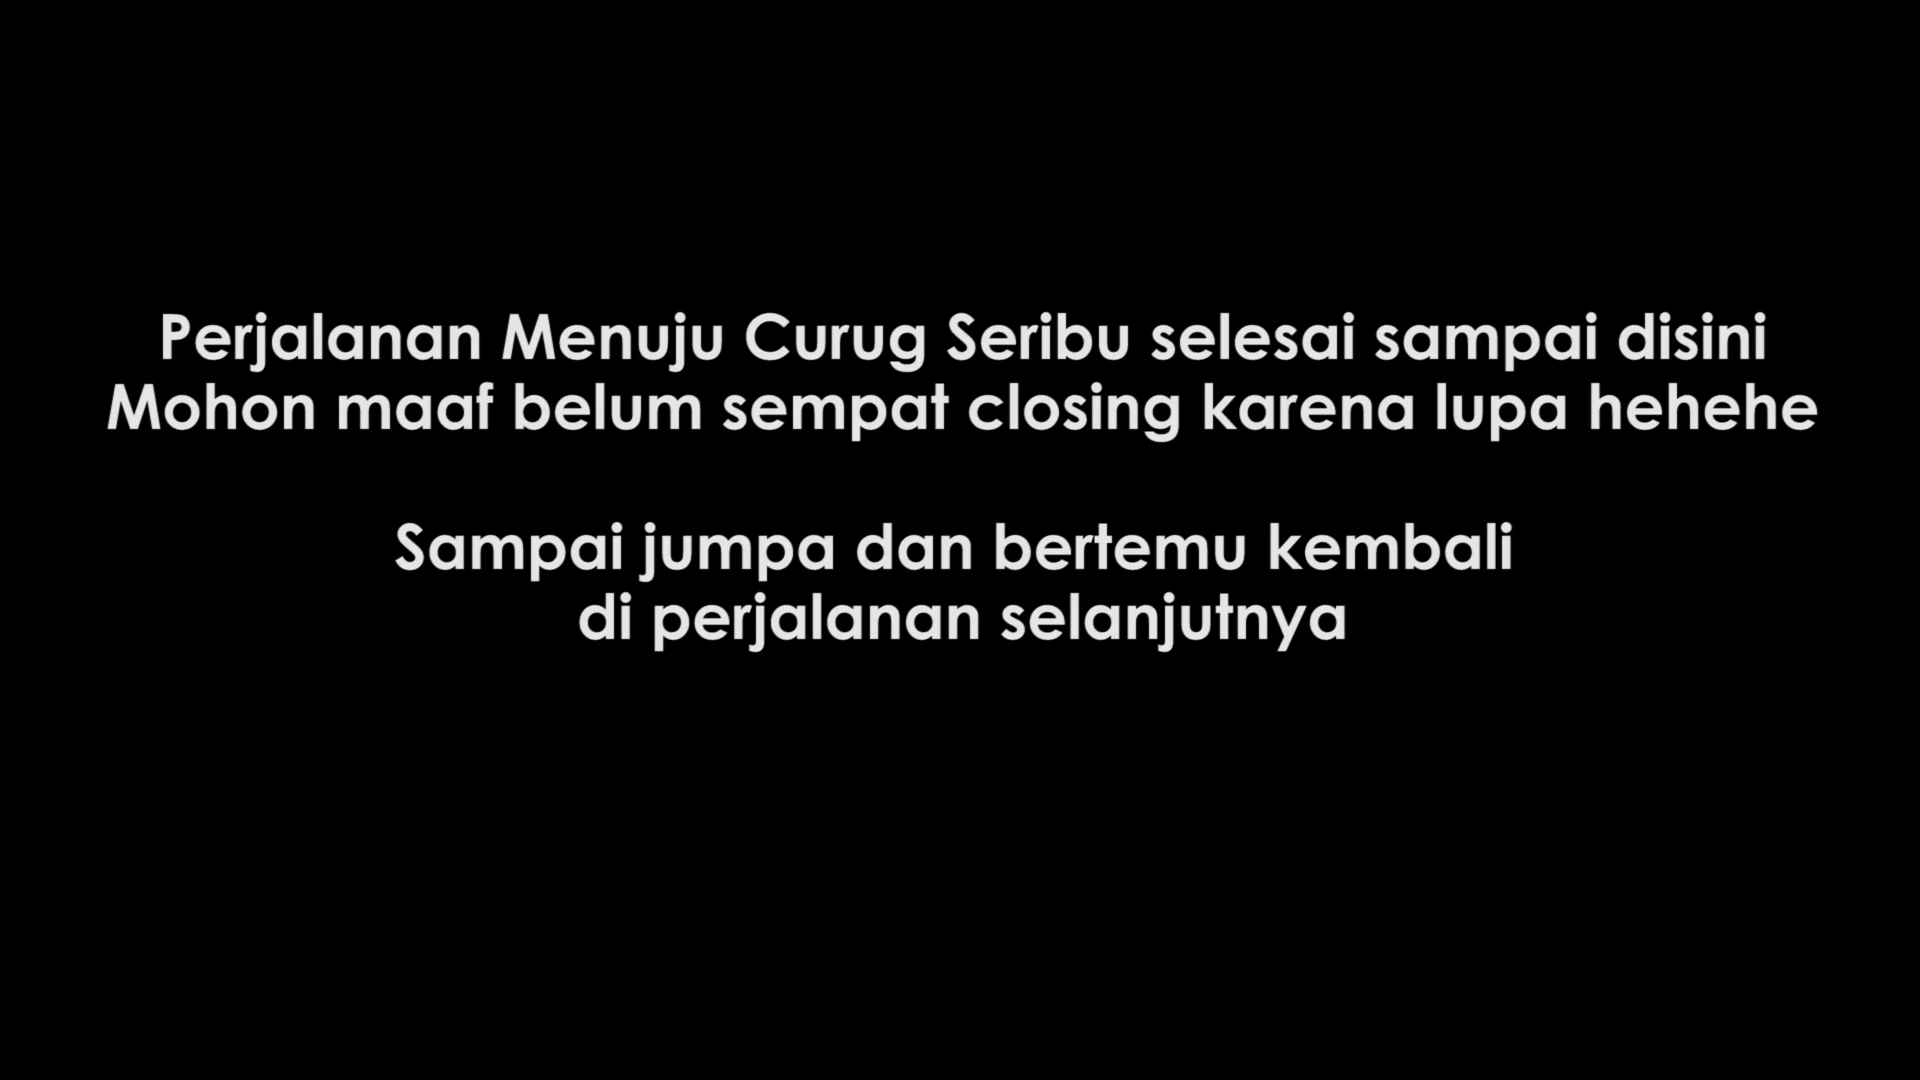 Perjalanan Menuju Curug Seribu selesai sampai disini
Mohon maaf belum sempat closing karena lupa hehehe
Sampai jumpa dan bertemu kembali
di perjalanan selanjutnya